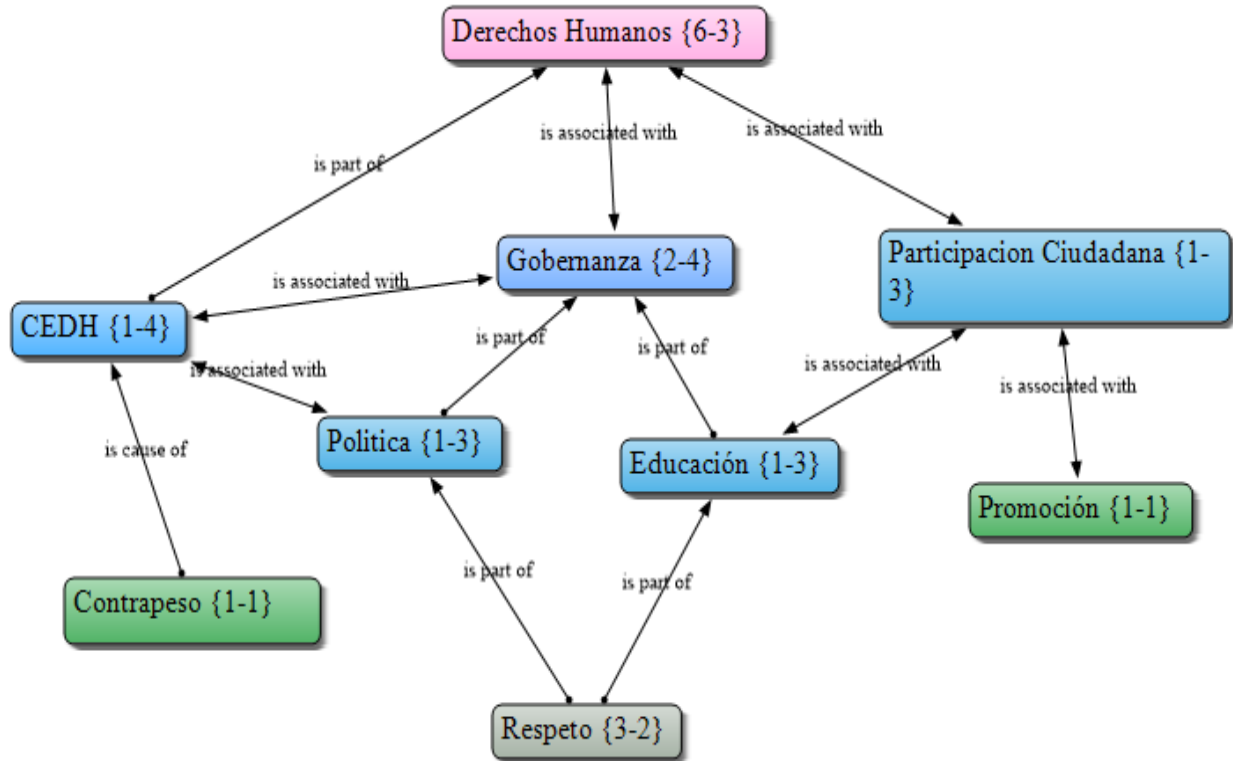 Derechos Humanos {6-3}
is associated with
is associated with
is part of
Gobernanza {2-4}
Participacion Ciudadana {1-
3}
is associated with
CEDH {1-4}
is part of
is part of
is associated with
is associated with
is associated with
Politica {1-3}
Educación {1-3}
is cause of
Promoción {1-1}
is part of
is part of
Contrapeso {1-1}
Respeto {3-2}